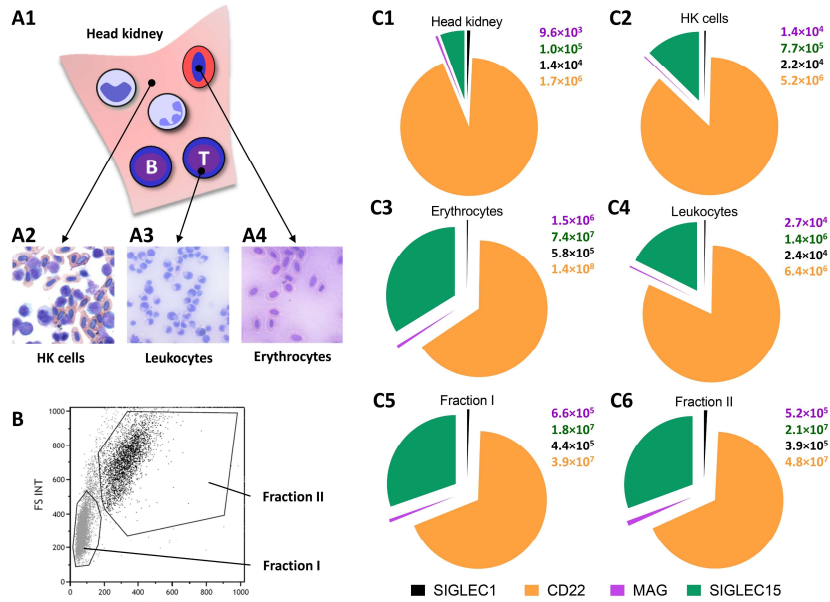 A1
Head kidney
B
T
A2
A3
A4
HK cells
Leukocytes
Erythrocytes
B
FS INT
1000
800
600
400
200
0
0 200 400 600 800 1000
Fraction II
Fraction I
C1
Head kidney
9.6×10³
1.0×10⁵
1.4×10⁴
1.7×10⁶
C2
HK cells
1.4×10⁴
7.7×10⁵
2.2×10⁴
5.2×10⁶
C3
Erythrocytes
1.5×10⁶
7.4×10⁷
5.8×10⁵
1.4×10⁸
C4
Leukocytes
2.7×10⁴
1.4×10⁶
2.4×10⁴
6.4×10⁶
C5
Fraction I
6.6×10⁵
1.8×10⁷
4.4×10⁵
3.9×10⁷
C6
Fraction II
5.2×10⁵
2.1×10⁷
3.9×10⁵
4.8×10⁷
SIGLEC1 CD22 MAG SIGLEC15